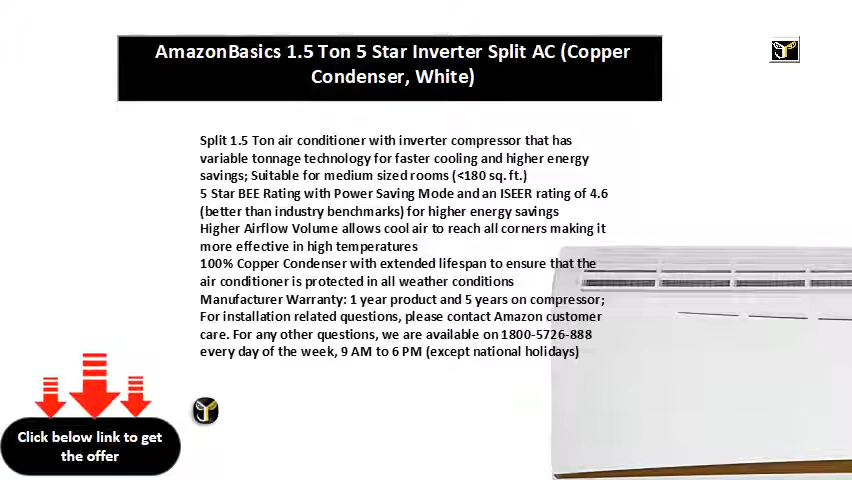 AmazonBasics 1.5 Ton 5 Star Inverter Split AC (Copper
Condenser, White)
Split 1.5 Ton air conditioner with inverter compressor that has
variable tonnage technology for faster cooling and higher energy
savings; Suitable for medium sized rooms (<180 sq. ft.)
5 Star BEE Rating with Power Saving Mode and an ISEER rating of 4.6
(better than industry benchmarks) for higher energy savings
Higher Airflow Volume allows cool air to reach all corners making it
more effective in high temperatures
100% Copper Condenser with extended lifespan to ensure that the
air conditioner is protected in all weather conditions
Manufacturer Warranty: 1 year product and 5 years on compressor;
For installation related questions, please contact Amazon customer
care. For any other questions, we are available on 1800-5726-888
every day of the week, 9 AM to 6 PM (except national holidays)
Click below link to get
the offer